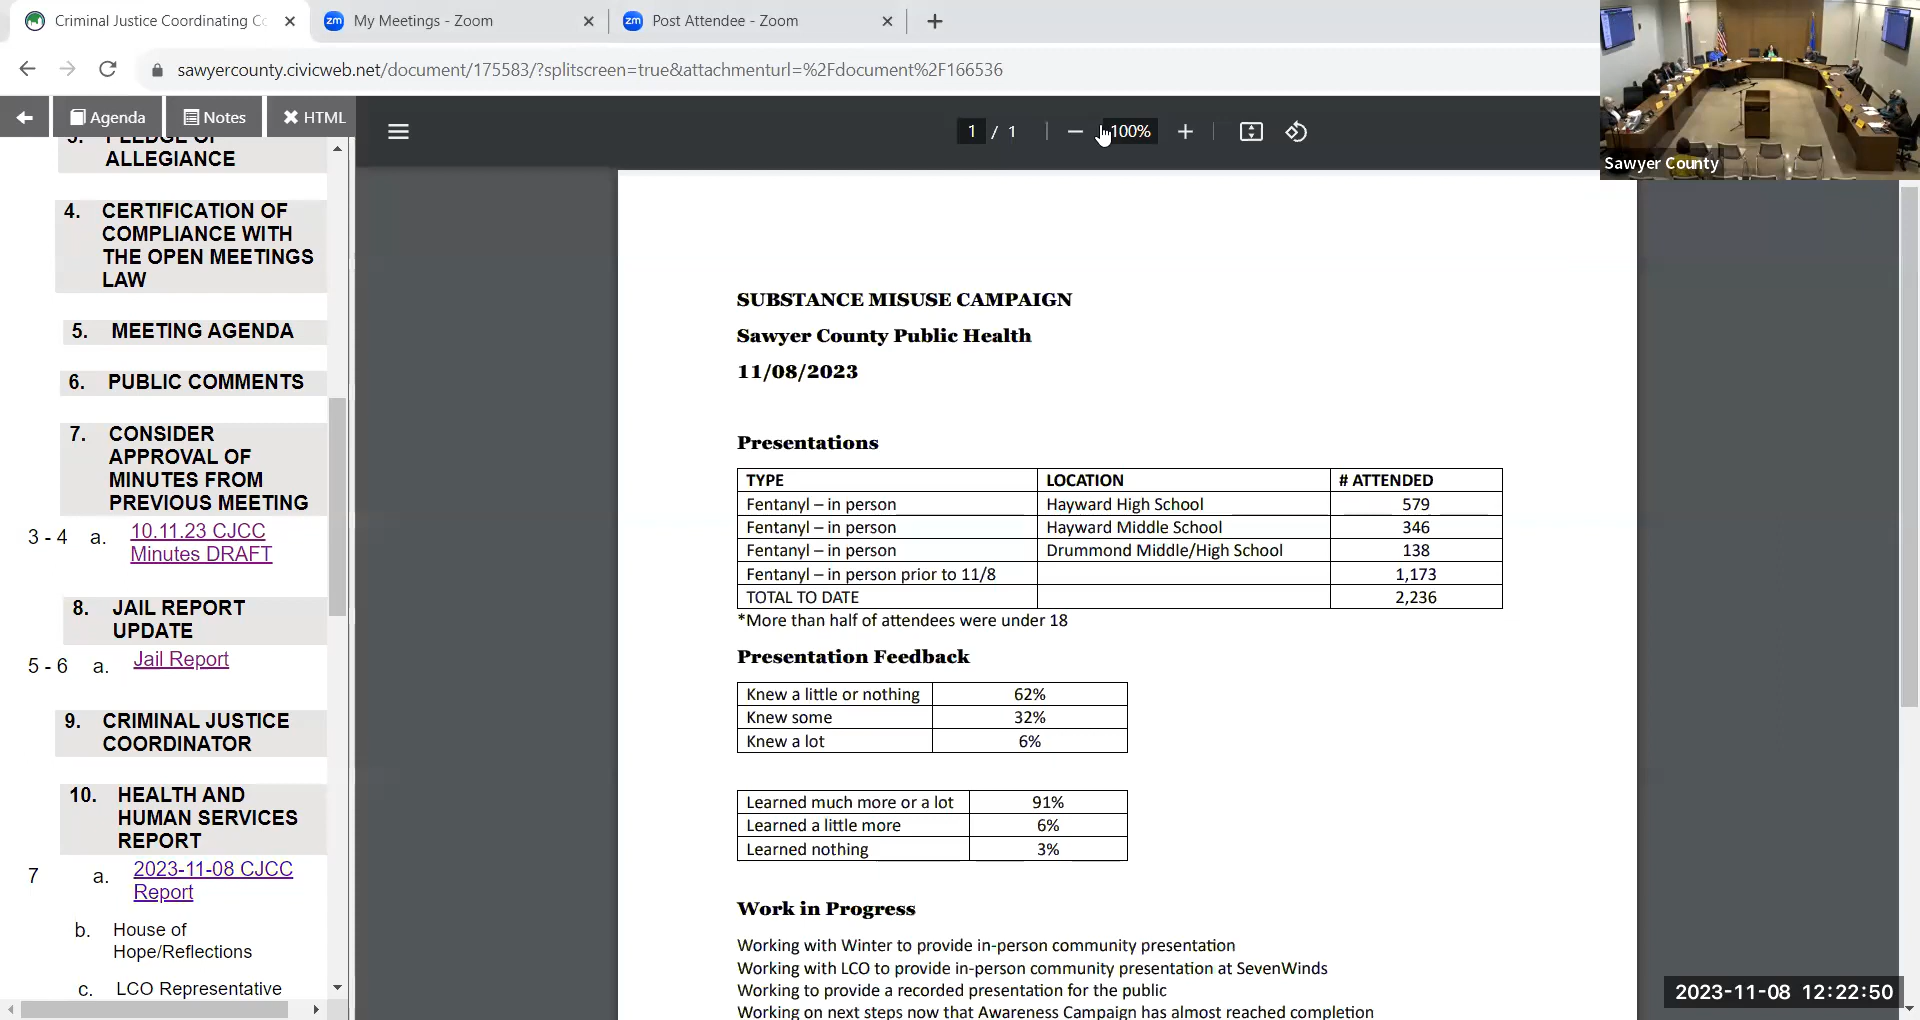 Criminal Justice Coordinating Co
My Meetings - Zoom
Post Attendee - Zoom
sawyercounty.civicweb.net/document/175583/?splitscreen=true&attachmenturl=%2Fdocument%2F166536
Agenda
Notes
HTML
1 / 1
100%
Sawyer County
3. PLEDGE OF
ALLEGIANCE
4. CERTIFICATION OF
COMPLIANCE WITH
THE OPEN MEETINGS
LAW
5. MEETING AGENDA
6. PUBLIC COMMENTS
7. CONSIDER
APPROVAL OF
MINUTES FROM
PREVIOUS MEETING
3 - 4 a. 10.11.23 CJCC
Minutes DRAFT
8. JAIL REPORT
UPDATE
5 - 6 a. Jail Report
9. CRIMINAL JUSTICE
COORDINATOR
10. HEALTH AND
HUMAN SERVICES
REPORT
7 a. 2023-11-08 CJCC
Report
b. House of
Hope/Reflections
c. LCO Representative
SUBSTANCE MISUSE CAMPAIGN
Sawyer County Public Health
11/08/2023
Presentations
TYPE LOCATION # ATTENDED
Fentanyl – in person Hayward High School 579
Fentanyl – in person Hayward Middle School 346
Fentanyl – in person Drummond Middle/High School 138
Fentanyl – in person prior to 11/8 1,173
TOTAL TO DATE 2,236
*More than half of attendees were under 18
Presentation Feedback
Knew a little or nothing 62%
Knew some 32%
Knew a lot 6%
Learned much more or a lot 91%
Learned a little more 6%
Learned nothing 3%
Work in Progress
Working with Winter to provide in-person community presentation
Working with LCO to provide in-person community presentation at SevenWinds
Working to provide a recorded presentation for the public
Working on next steps now that Awareness Campaign has almost reached completion
2023-11-08 12:22:50